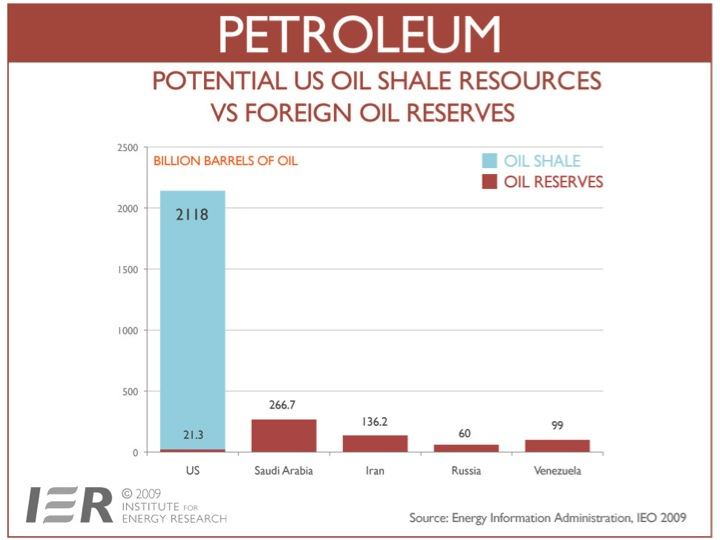 PETROLEUM
POTENTIAL US OIL SHALE RESOURCES
VS FOREIGN OIL RESERVES
BILLION BARRELS OF OIL
OIL SHALE
OIL RESERVES
2500
2000
1500
1000
500
0
2118
21.3
266.7
136.2
60
99
US
Saudi Arabia
Iran
Russia
Venezuela
IER
© 2009
INSTITUTE FOR
ENERGY RESEARCH
Source: Energy Information Administration, IEO 2009